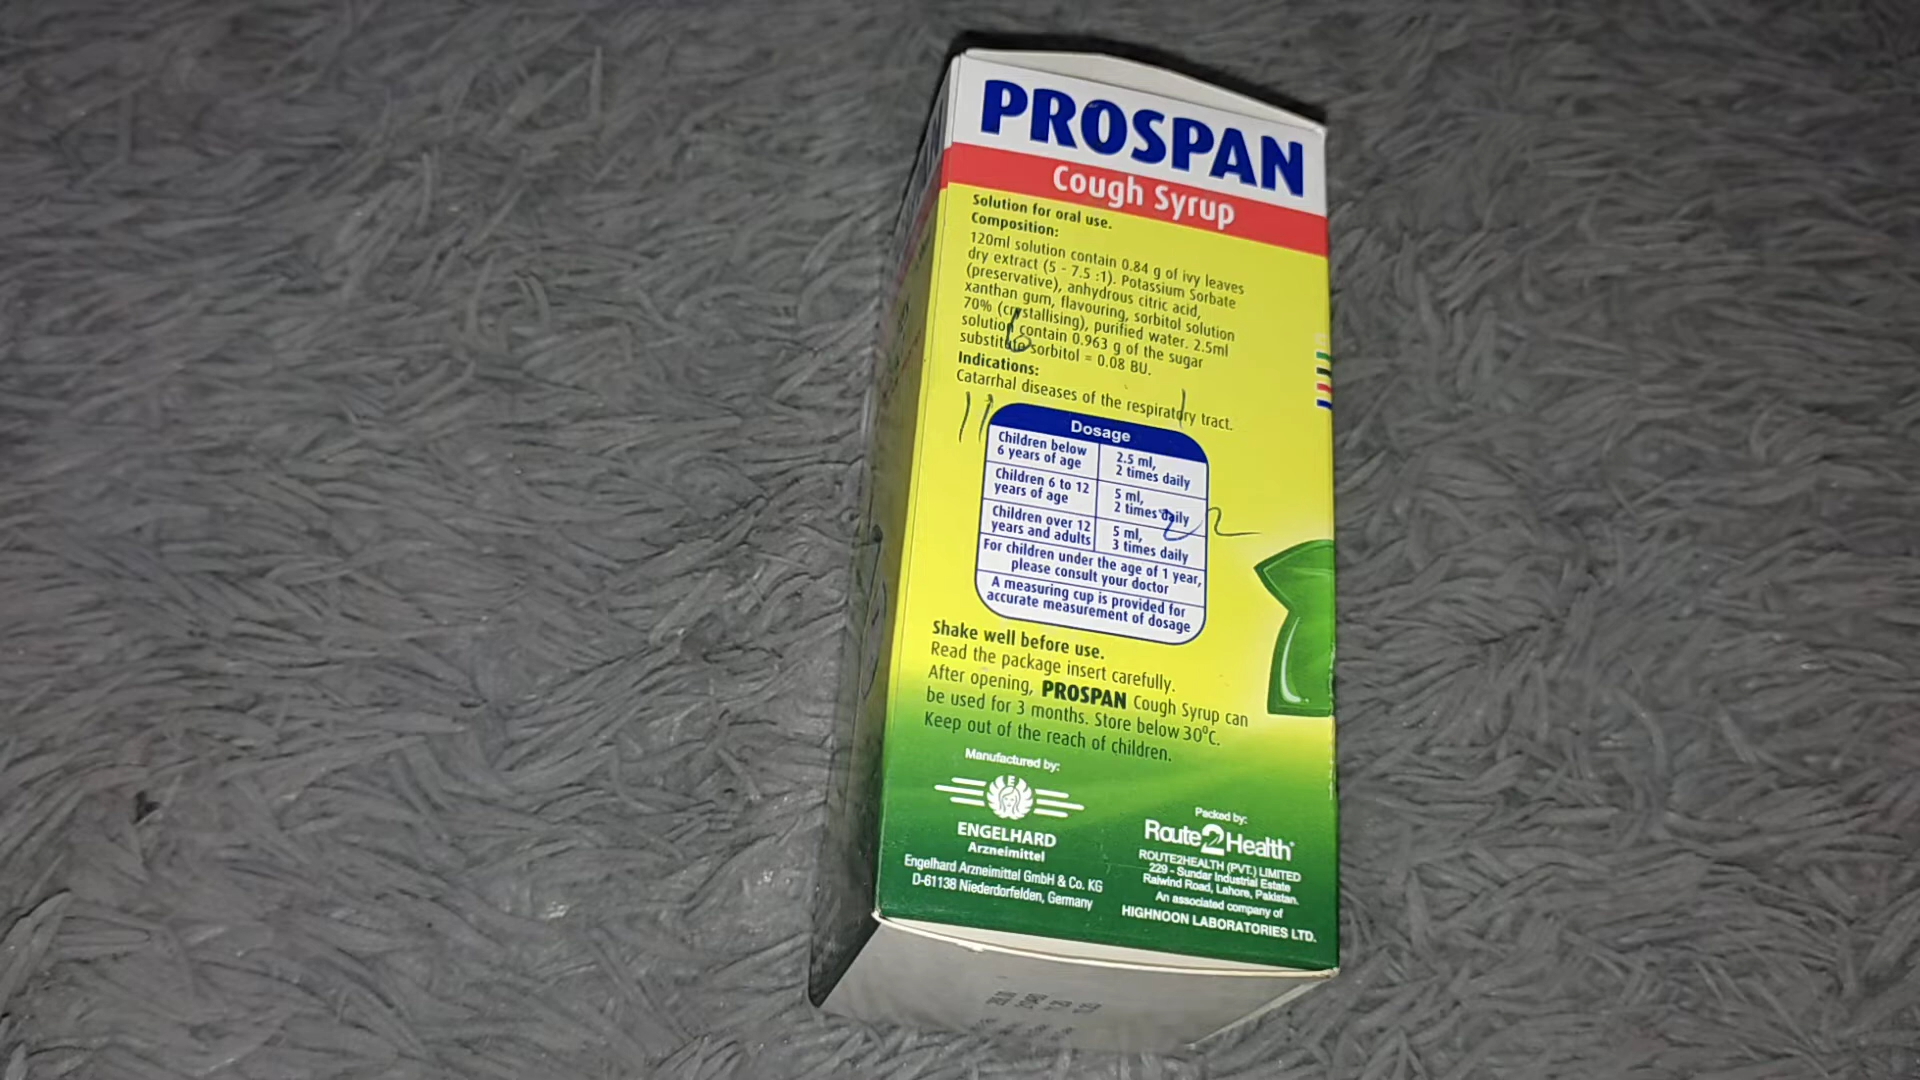 PROSPAN
Cough Syrup
Solution for oral use.
Composition:
120ml solution contain 0.84 g of ivy leaves
dry extract (5 - 7.5 :1). Potassium Sorbate
(preservative), anhydrous citric acid,
xanthan gum, flavouring, sorbitol solution
70% (crystallising), purified water. 2.5ml
solution contain 0.963 g of the sugar
substitute sorbitol = 0.08 BU.
Indications:
Catarrhal diseases of the respiratory tract.
Dosage
Children below 6 years of age 2.5 ml, 2 times daily
Children 6 to 12 years of age 5 ml, 2 times daily
Children over 12 years and adults 5 ml, 3 times daily
For children under the age of 1 year,
please consult your doctor
A measuring cup is provided for
accurate measurement of dosage
Shake well before use.
Read the package insert carefully.
After opening, PROSPAN Cough Syrup can
be used for 3 months. Store below 30°C.
Keep out of the reach of children.
Manufactured by:
E
ENGELHARD
Arzneimittel
Engelhard Arzneimittel GmbH & Co. KG
D-61138 Niederdorfelden, Germany
Packed by:
Route2Health
ROUTE2HEALTH (PVT.) LIMITED
229 - Sundar Industrial Estate
Raiwind Road, Lahore, Pakistan.
An associated company of
HIGHNOON LABORATORIES LTD.